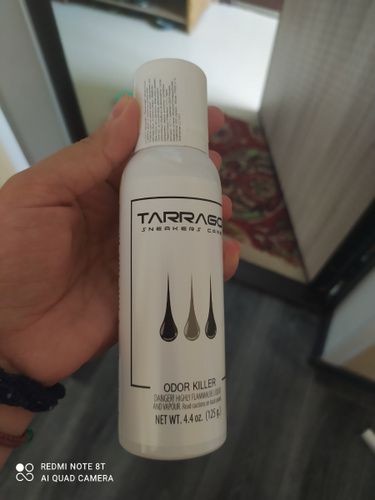 TARRAGO
SNEAKERS CARE
ODOR KILLER
DANGER! HIGHLY FLAMMABLE LIQUID
AND VAPOUR. Read cautions on back
NET WT. 4.4 oz. (125 g.)
REDMI NOTE 8T
AI QUAD CAMERA